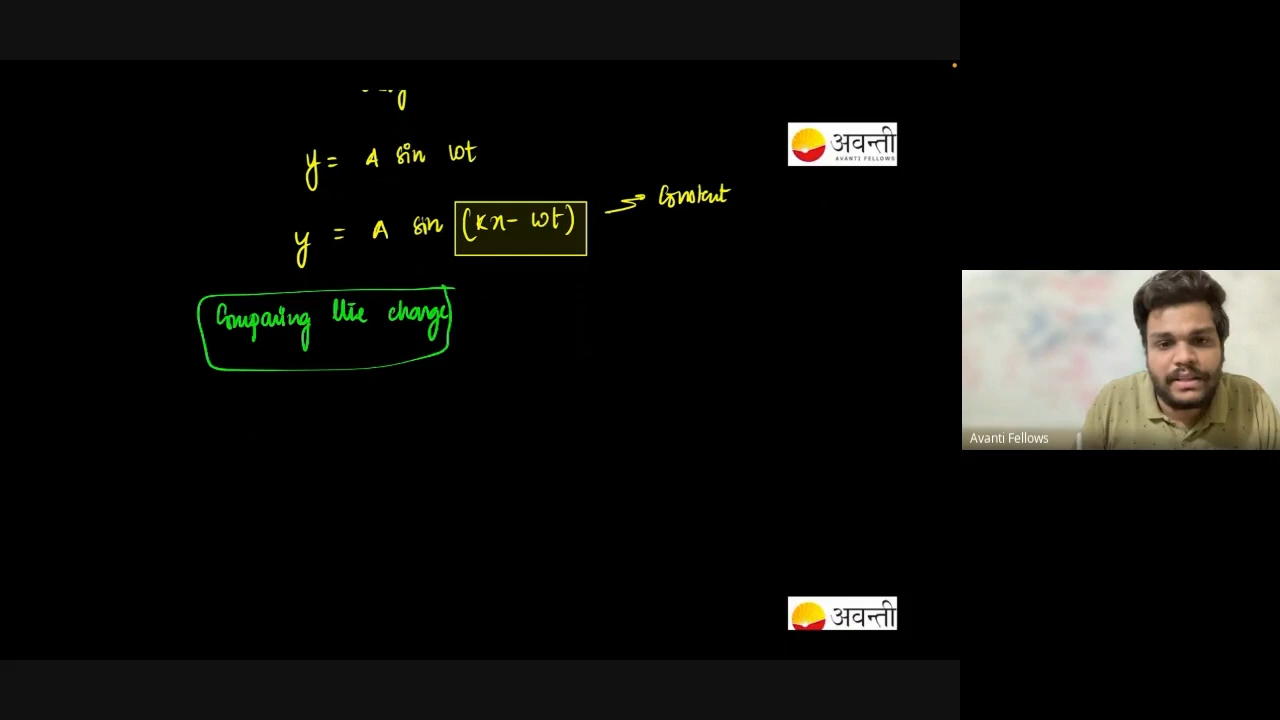 y = A sin ωt
अवन्ती
AVANTI FELLOWS
y = A sin (kx - ωt) → Constant
Comparing the change
Avanti Fellows
अवन्ती